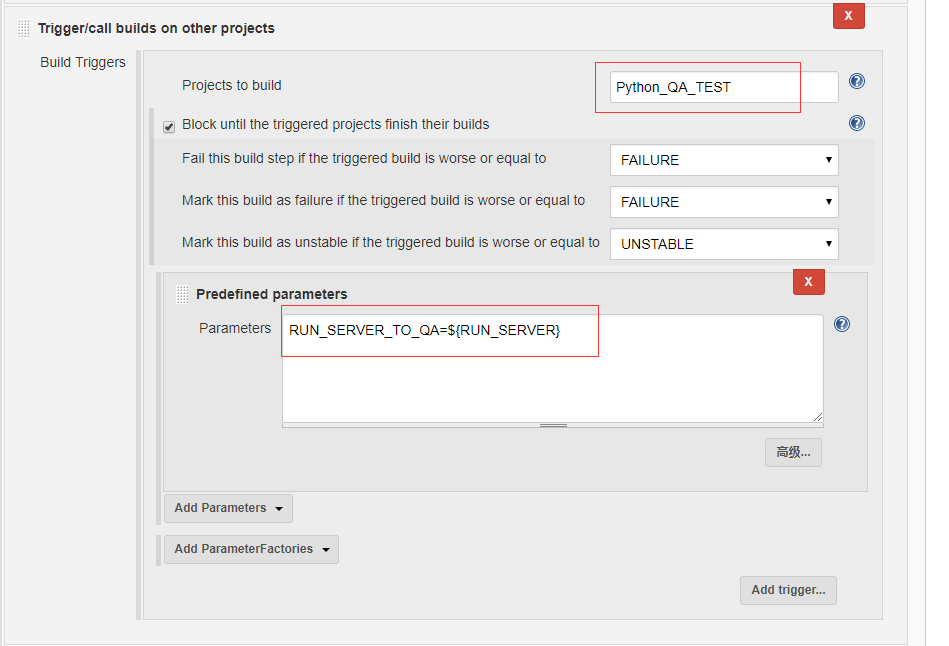 X
Trigger/call builds on other projects
Build Triggers
Projects to build
Python_QA_TEST
Block until the triggered projects finish their builds
Fail this build step if the triggered build is worse or equal to
FAILURE
Mark this build as failure if the triggered build is worse or equal to
FAILURE
Mark this build as unstable if the triggered build is worse or equal to
UNSTABLE
X
Predefined parameters
Parameters
RUN_SERVER_TO_QA=${RUN_SERVER}
高级...
Add Parameters
Add ParameterFactories
Add trigger...